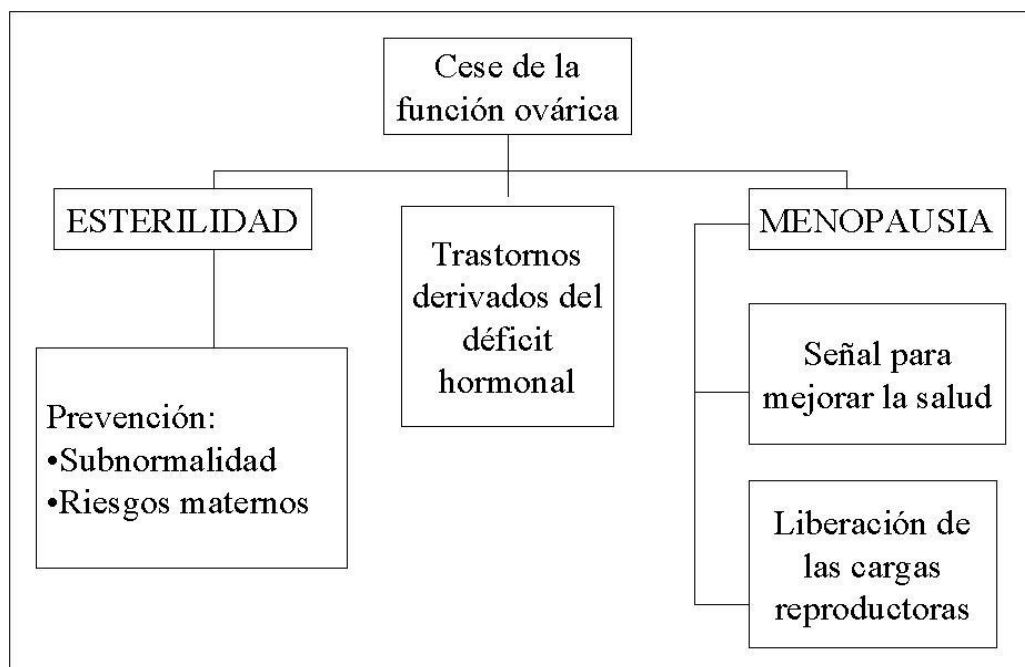 Cese de la
función ovárica
ESTERILIDAD
Prevención:
•Subnormalidad
•Riesgos maternos
Trastornos
derivados del
déficit
hormonal
MENOPAUSIA
Señal para
mejorar la salud
Liberación de
las cargas
reproductoras